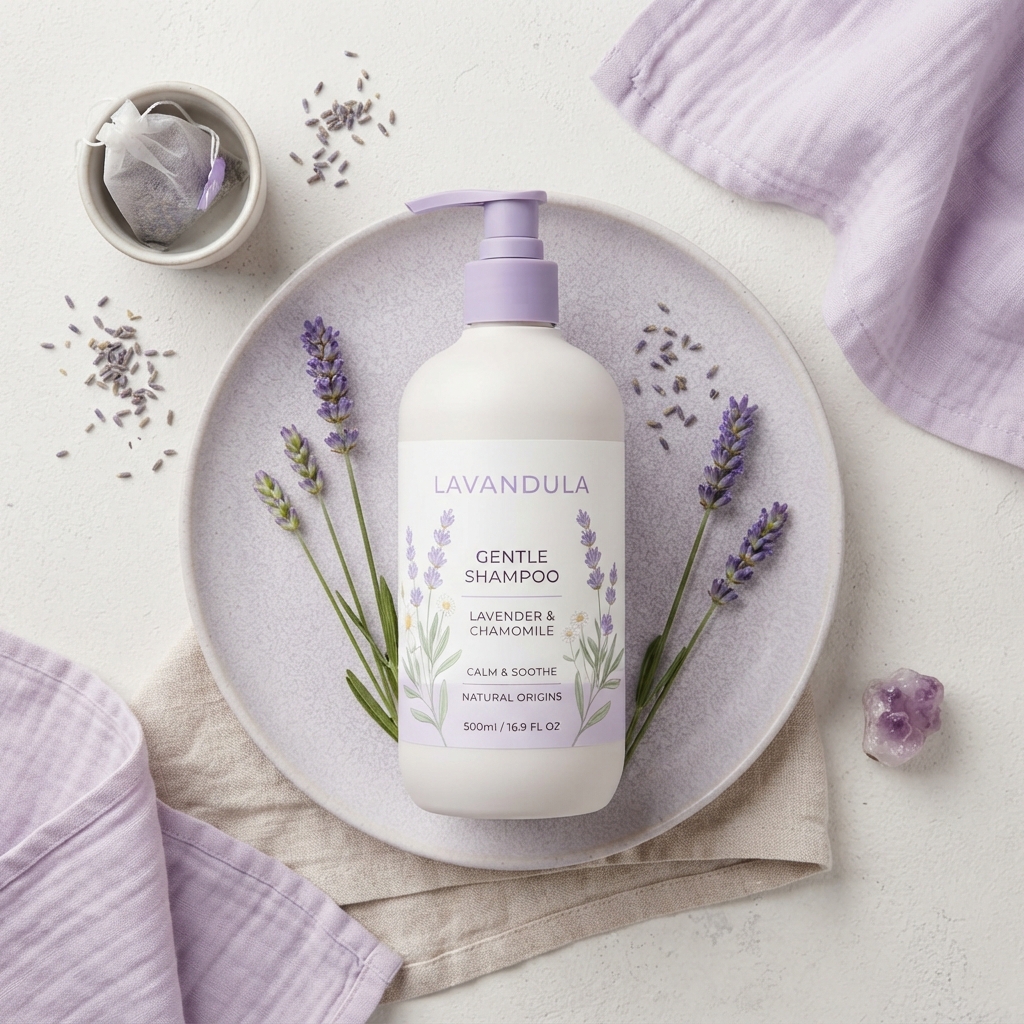 LAVANDULA
GENTLE
SHAMPOO
LAVENDER &
CHAMOMILE
CALM & SOOTHE
NATURAL ORIGINS
500ml / 16.9 FL OZ